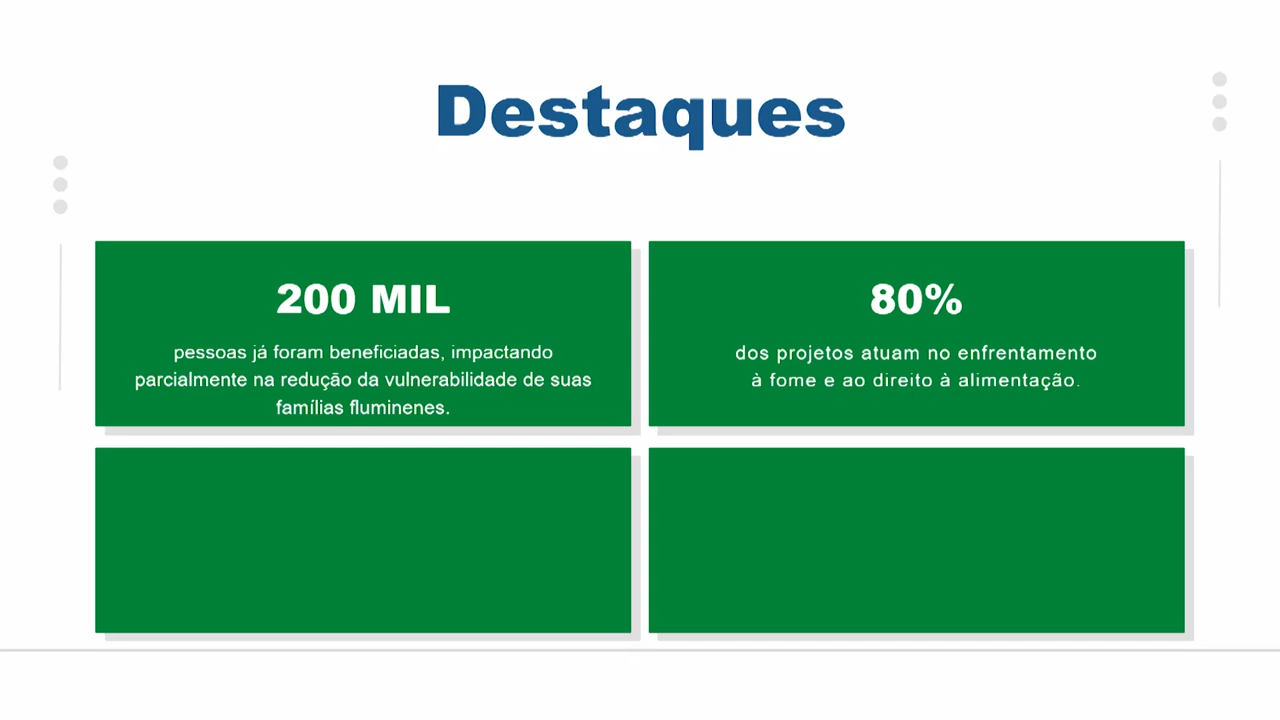 Destaques
200 MIL
pessoas já foram beneficiadas, impactando
parcialmente na redução da vulnerabilidade de suas
famílias fluminenes.
80%
dos projetos atuam no enfrentamento
à fome e ao direito à alimentação.